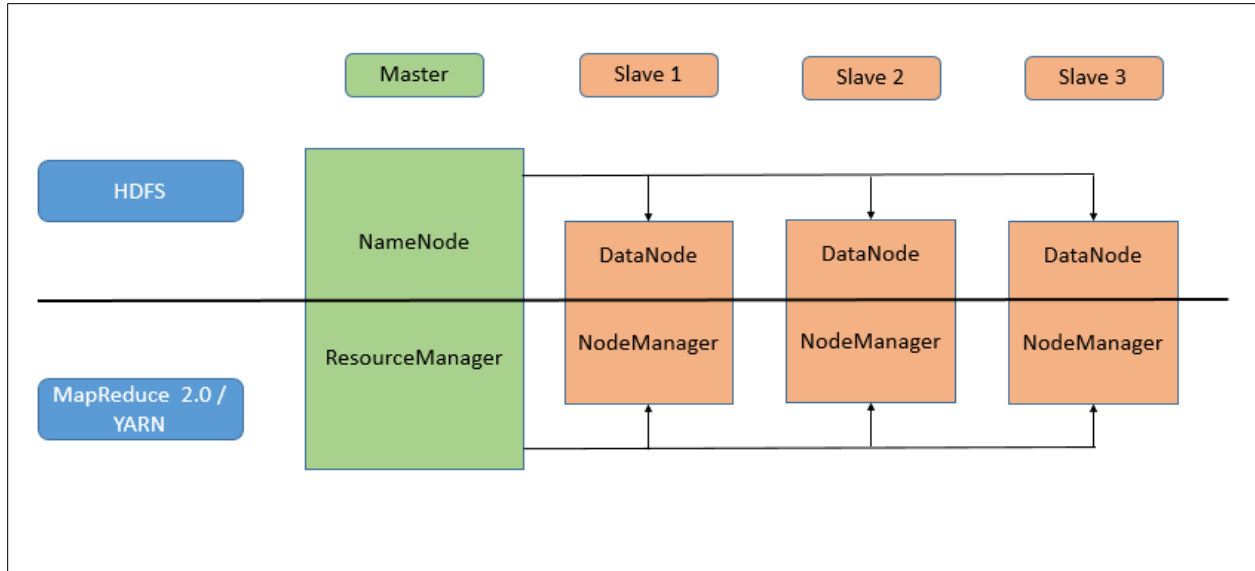 Master
Slave 1
Slave 2
Slave 3
HDFS
NameNode
DataNode
DataNode
DataNode
ResourceManager
NodeManager
NodeManager
NodeManager
MapReduce 2.0 /
YARN